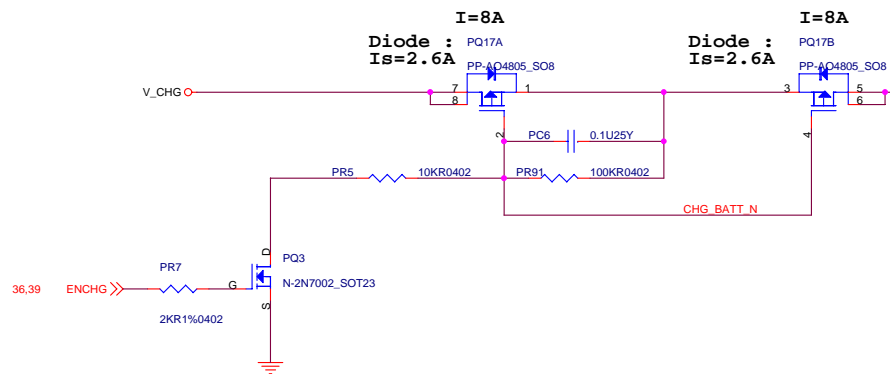 I=8A
I=8A
Diode :
Is=2.6A
PQ17A
PP-AO4805_SO8
Diode :
Is=2.6A
PQ17B
PP-AO4805_SO8
V_CHG
7
8
1
3
5
6
2
4
PC6
0.1U25Y
PR5
10KR0402
PR91
100KR0402
CHG_BATT_N
D
PQ3
G
N-2N7002_SOT23
S
36,39
ENCHG
PR7
2KR1%0402